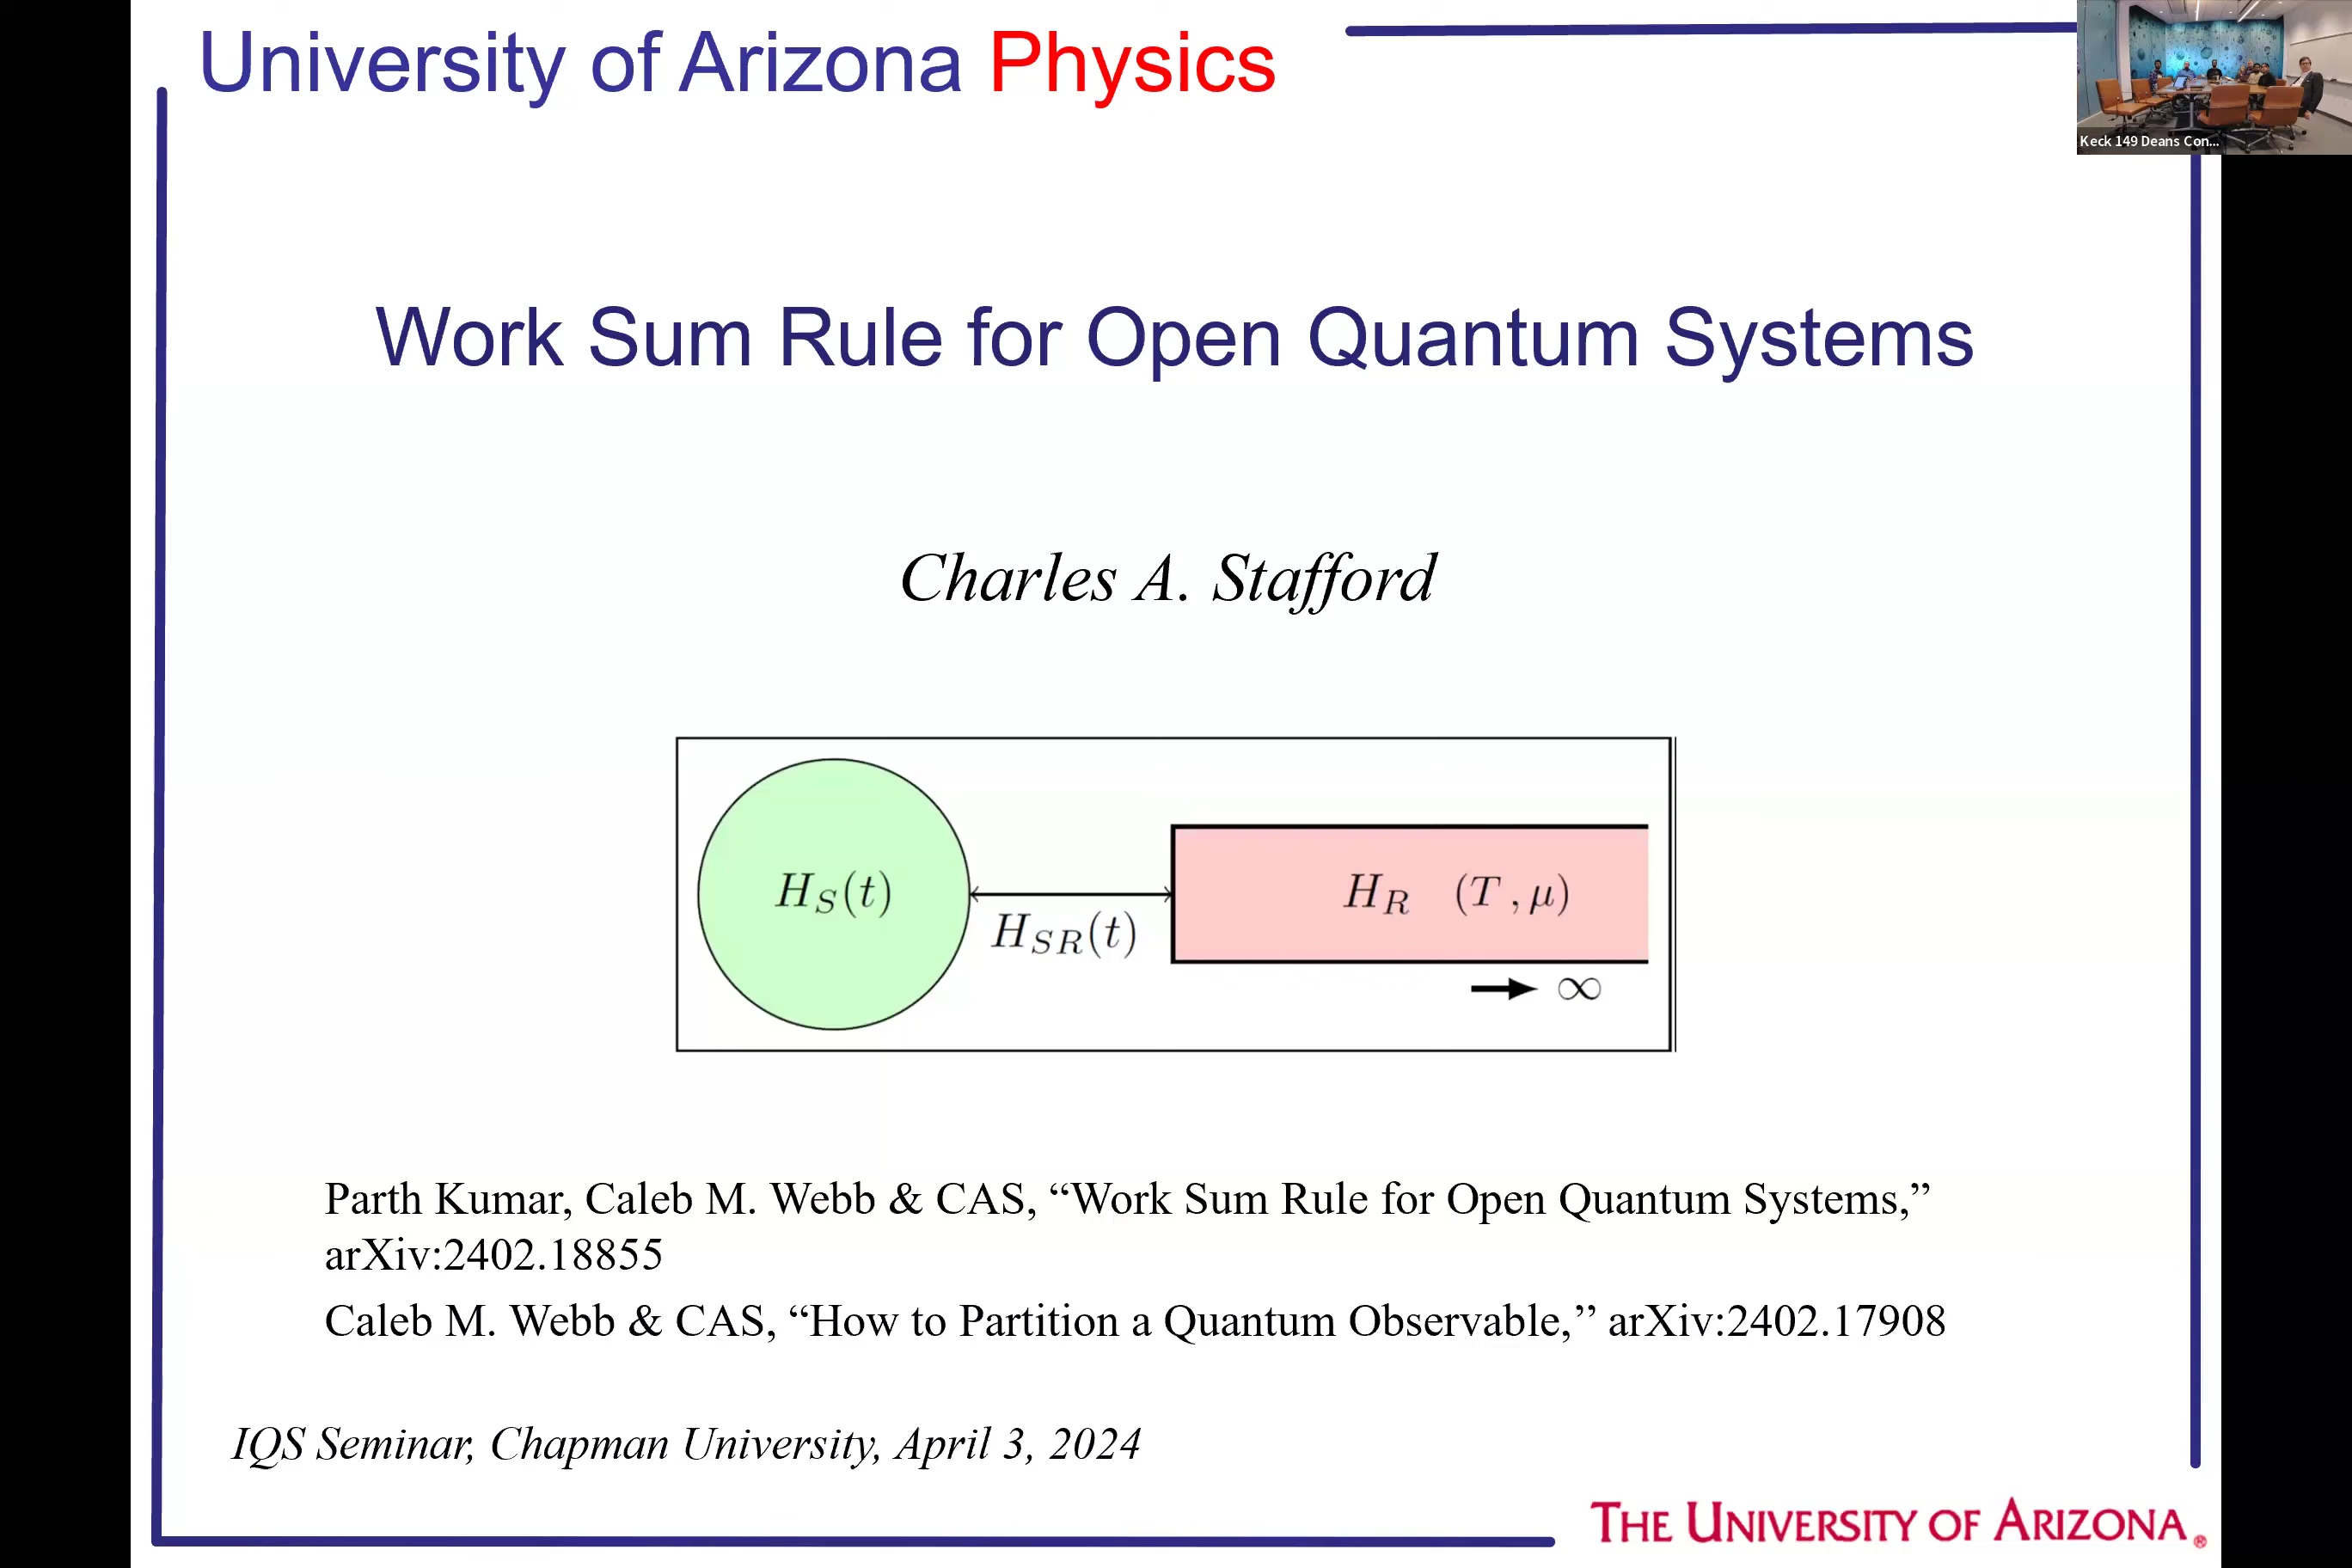 University of Arizona Physics
Keck 149 Deans Con...
Work Sum Rule for Open Quantum Systems
Charles A. Stafford
H_S(t)
H_{SR}(t)
H_R (T , μ)
→ ∞
Parth Kumar, Caleb M. Webb & CAS, “Work Sum Rule for Open Quantum Systems,”
arXiv:2402.18855
Caleb M. Webb & CAS, “How to Partition a Quantum Observable,” arXiv:2402.17908
IQS Seminar, Chapman University, April 3, 2024
THE UNIVERSITY OF ARIZONA®